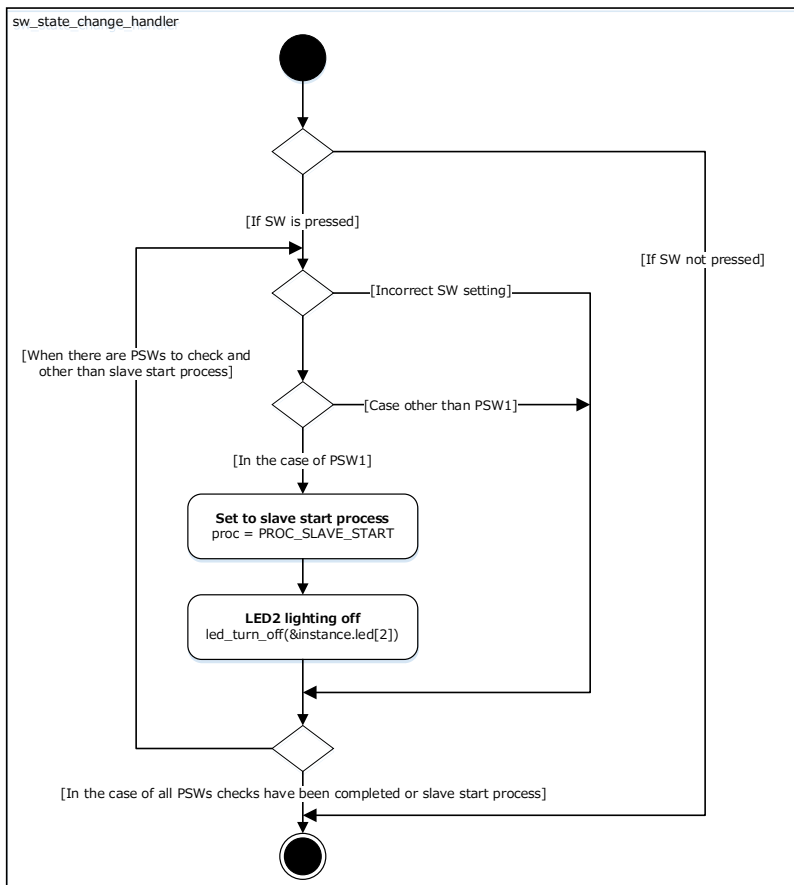 sw_state_change_handler
[If SW is pressed]
[If SW not pressed]
[Incorrect SW setting]
[When there are PSWs to check and
other than slave start process]
[Case other than PSW1]
[In the case of PSW1]
Set to slave start process
proc = PROC_SLAVE_START
LED2 lighting off
led_turn_off(&instance.led[2])
[In the case of all PSWs checks have been completed or slave start process]